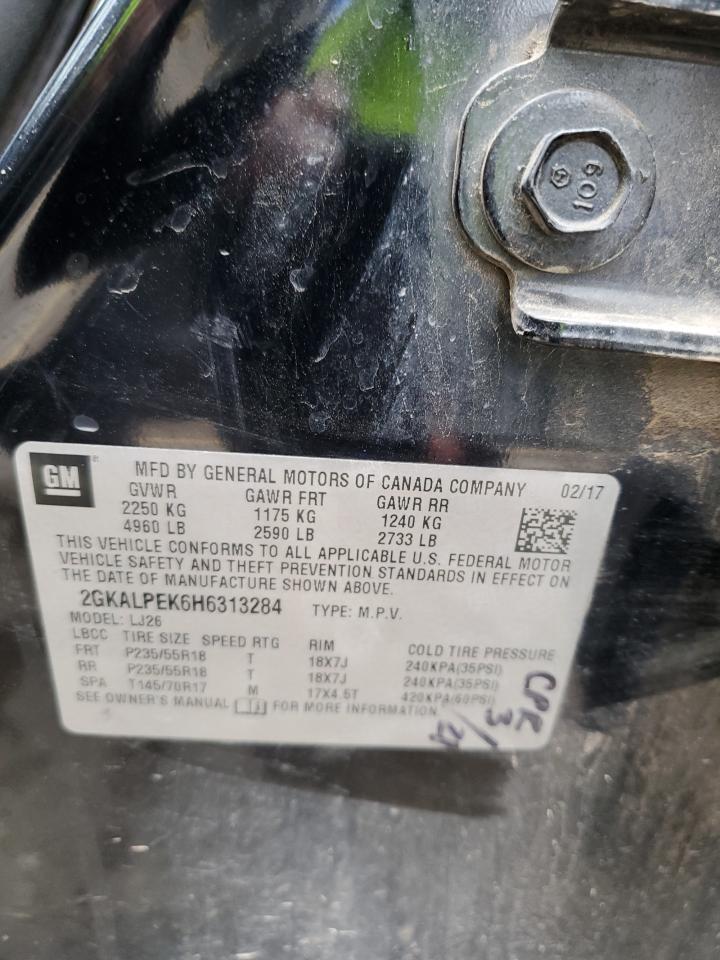 109
GM
MFD BY GENERAL MOTORS OF CANADA COMPANY 02/17
GVWR GAWR FRT GAWR RR
2250 KG 1175 KG 1240 KG
4960 LB 2590 LB 2733 LB
THIS VEHICLE CONFORMS TO ALL APPLICABLE U.S. FEDERAL MOTOR
VEHICLE SAFETY AND THEFT PREVENTION STANDARDS IN EFFECT ON
THE DATE OF MANUFACTURE SHOWN ABOVE.
2GKALPEK6H6313284 TYPE: M.P.V.
MODEL: LJ26
LBCC TIRE SIZE SPEED RTG RIM COLD TIRE PRESSURE
FRT P235/55R18 T 18X7J 240KPA(35PSI)
RR P235/55R18 T 18X7J 240KPA(35PSI)
SPA T145/70R17 M 17X4.5T 420KPA(60PSI)
SEE OWNER'S MANUAL FOR MORE INFORMATION